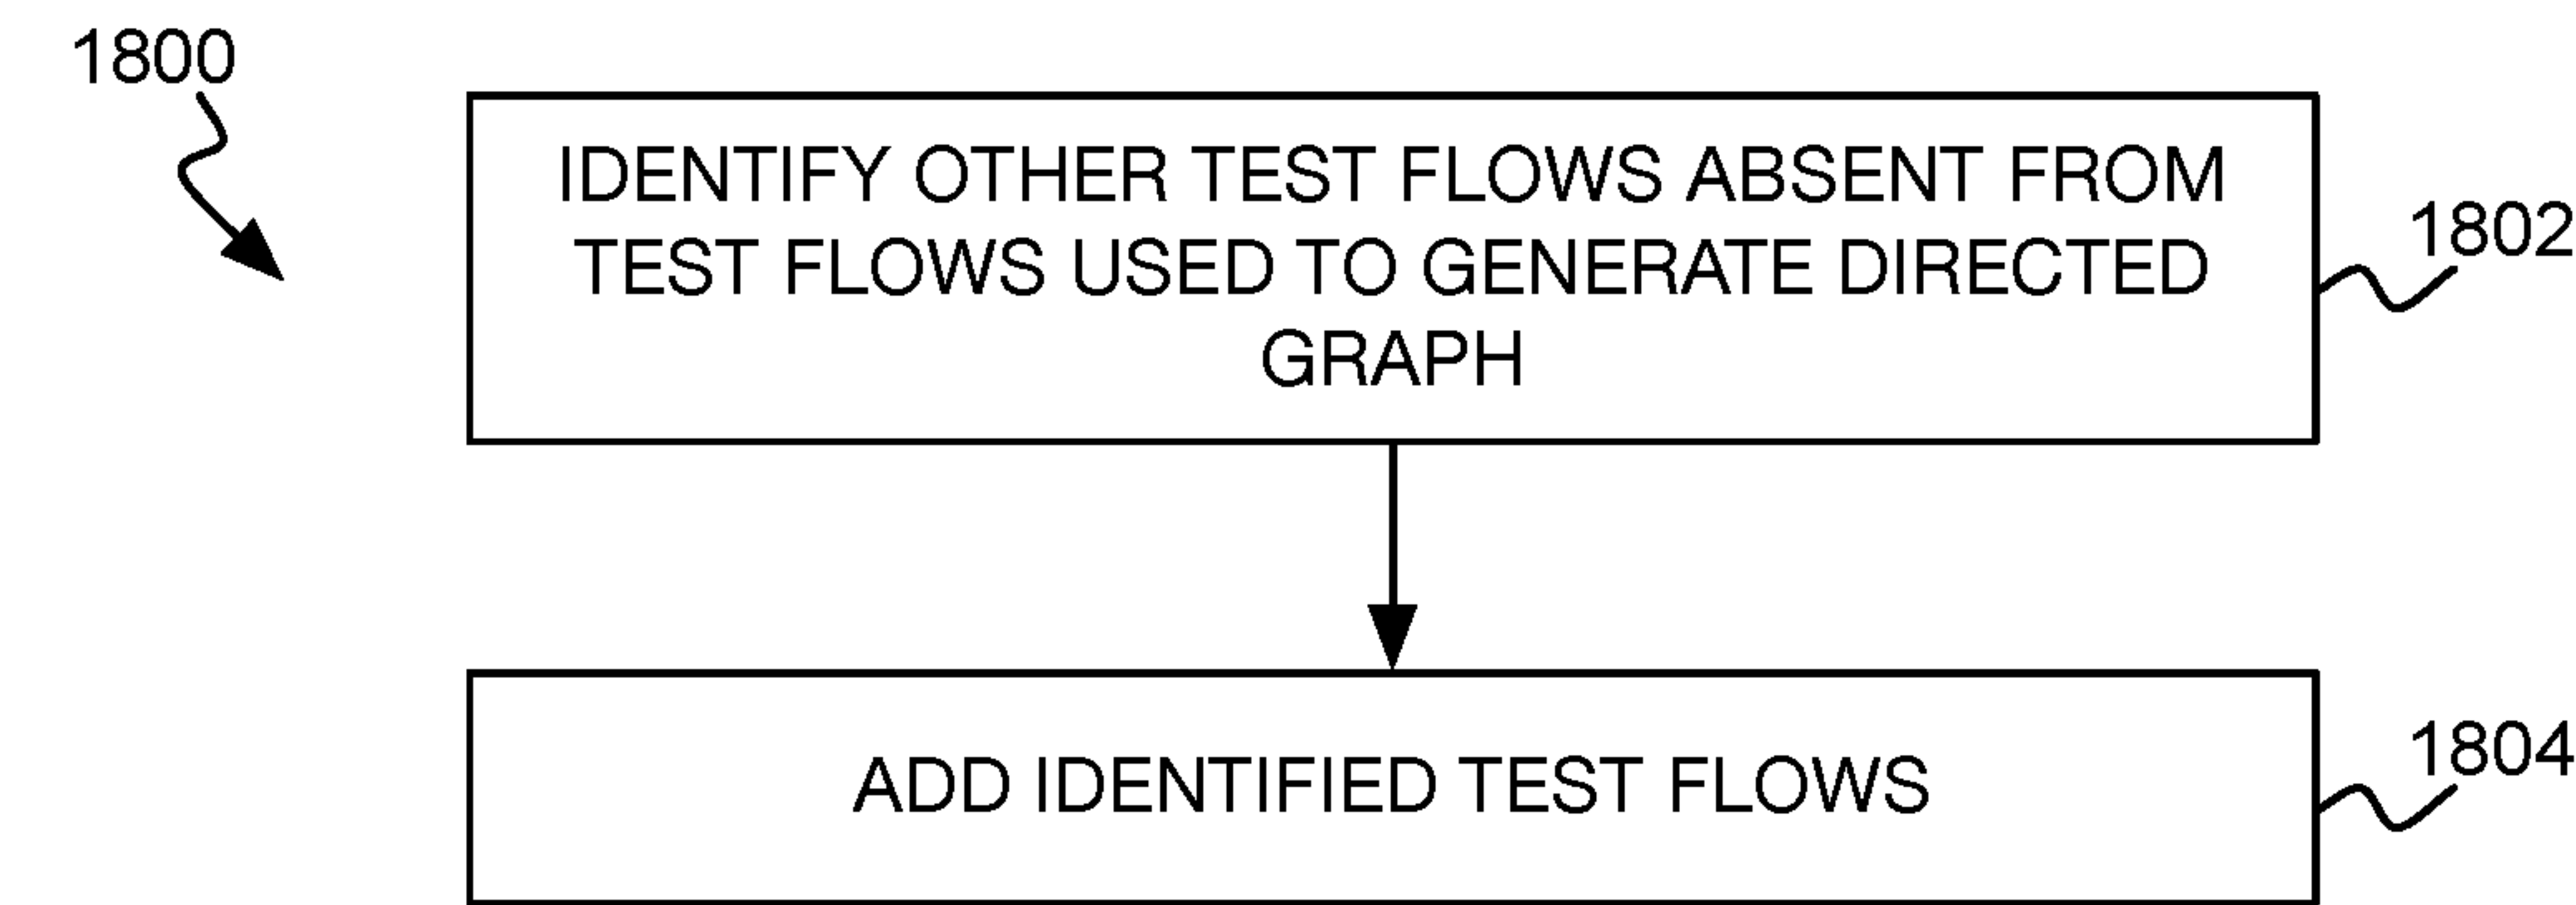 1800
IDENTIFY OTHER TEST FLOWS ABSENT FROM
TEST FLOWS USED TO GENERATE DIRECTED
GRAPH
1802
ADD IDENTIFIED TEST FLOWS
1804